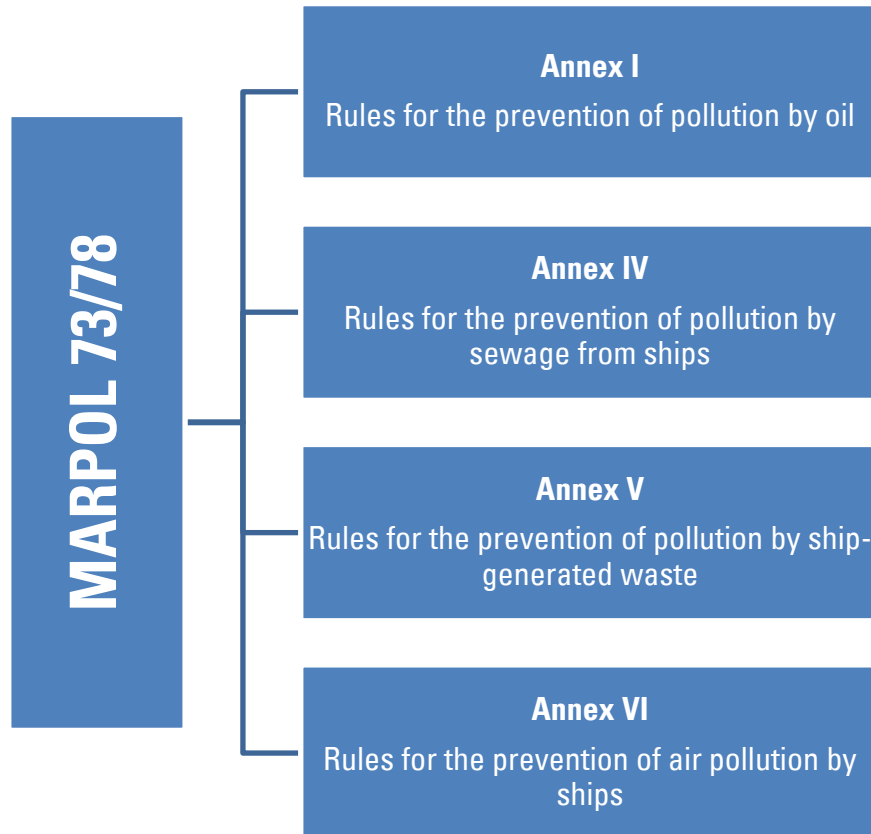 MARPOL 73/78
Annex I
Rules for the prevention of pollution by oil
Annex IV
Rules for the prevention of pollution by
sewage from ships
Annex V
Rules for the prevention of pollution by ship-
generated waste
Annex VI
Rules for the prevention of air pollution by
ships